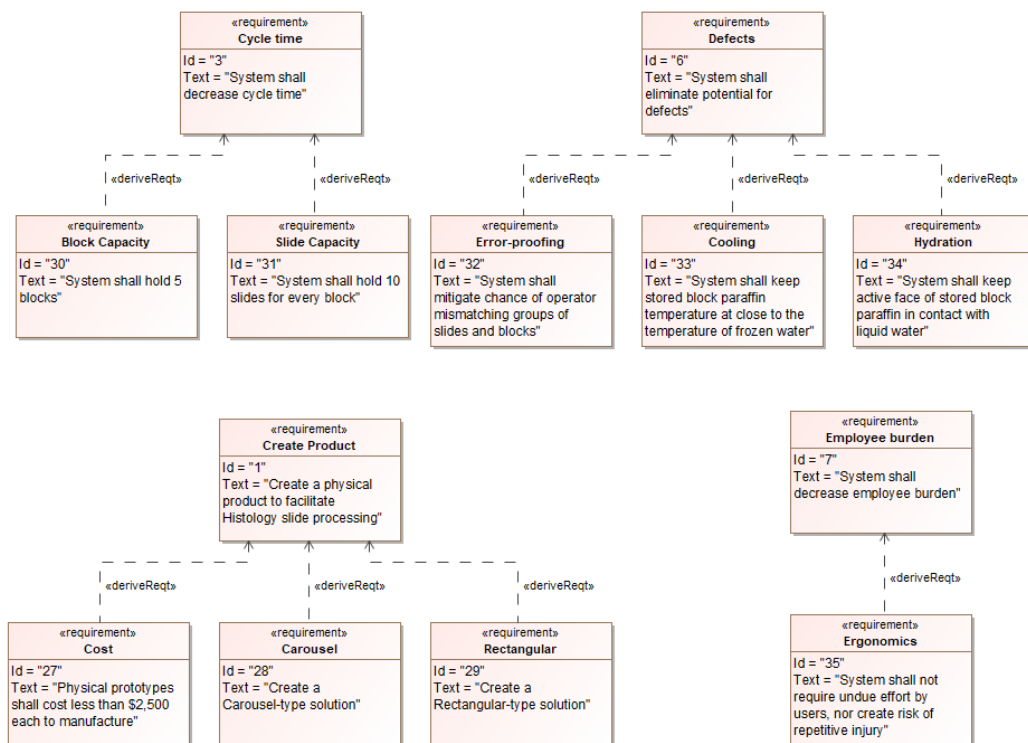 «requirement»
Cycle time
Id = "3"
Text = "System shall
decrease cycle time"
«requirement»
Defects
Id = "6"
Text = "System shall
eliminate potential for
defects"
«deriveReqt»
«deriveReqt»
«deriveReqt»
«deriveReqt»
«deriveReqt»
«requirement»
Block Capacity
Id = "30"
Text = "System shall hold 5
blocks"
«requirement»
Slide Capacity
Id = "31"
Text = "System shall hold 10
slides for every block"
«requirement»
Error-proofing
Id = "32"
Text = "System shall
mitigate chance of operator
mismatching groups of
slides and blocks"
«requirement»
Cooling
Id = "33"
Text = "System shall keep
stored block paraffin
temperature at close to the
temperature of frozen water"
«requirement»
Hydration
Id = "34"
Text = "System shall keep
active face of stored block
paraffin in contact with
liquid water"
«requirement»
Create Product
Id = "1"
Text = "Create a physical
product to facilitate
Histology slide processing"
«requirement»
Employee burden
Id = "7"
Text = "System shall
decrease employee burden"
«deriveReqt»
«deriveReqt»
«deriveReqt»
«deriveReqt»
«requirement»
Cost
Id = "27"
Text = "Physical prototypes
shall cost less than $2,500
each to manufacture"
«requirement»
Carousel
Id = "28"
Text = "Create a
Carousel-type solution"
«requirement»
Rectangular
Id = "29"
Text = "Create a
Rectangular-type solution"
«requirement»
Ergonomics
Id = "35"
Text = "System shall not
require undue effort by
users, nor create risk of
repetitive injury"